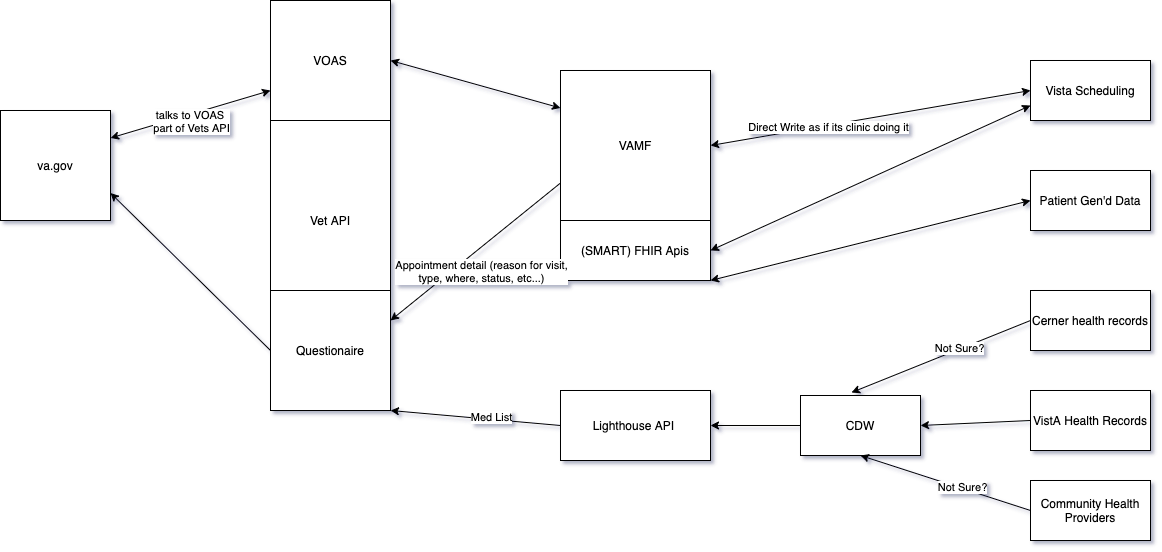 VOAS
Vista Scheduling
talks to VOAS
part of Vets API
Direct Write as if its clinic doing it
VAMF
va.gov
Patient Gen'd Data
Vet API
(SMART) FHIR Apis
Appointment detail (reason for visit,
type, where, status, etc...)
Cerner health records
Not Sure?
Questionaire
Med List
Lighthouse API
CDW
VistA Health Records
Not Sure?
Community Health
Providers